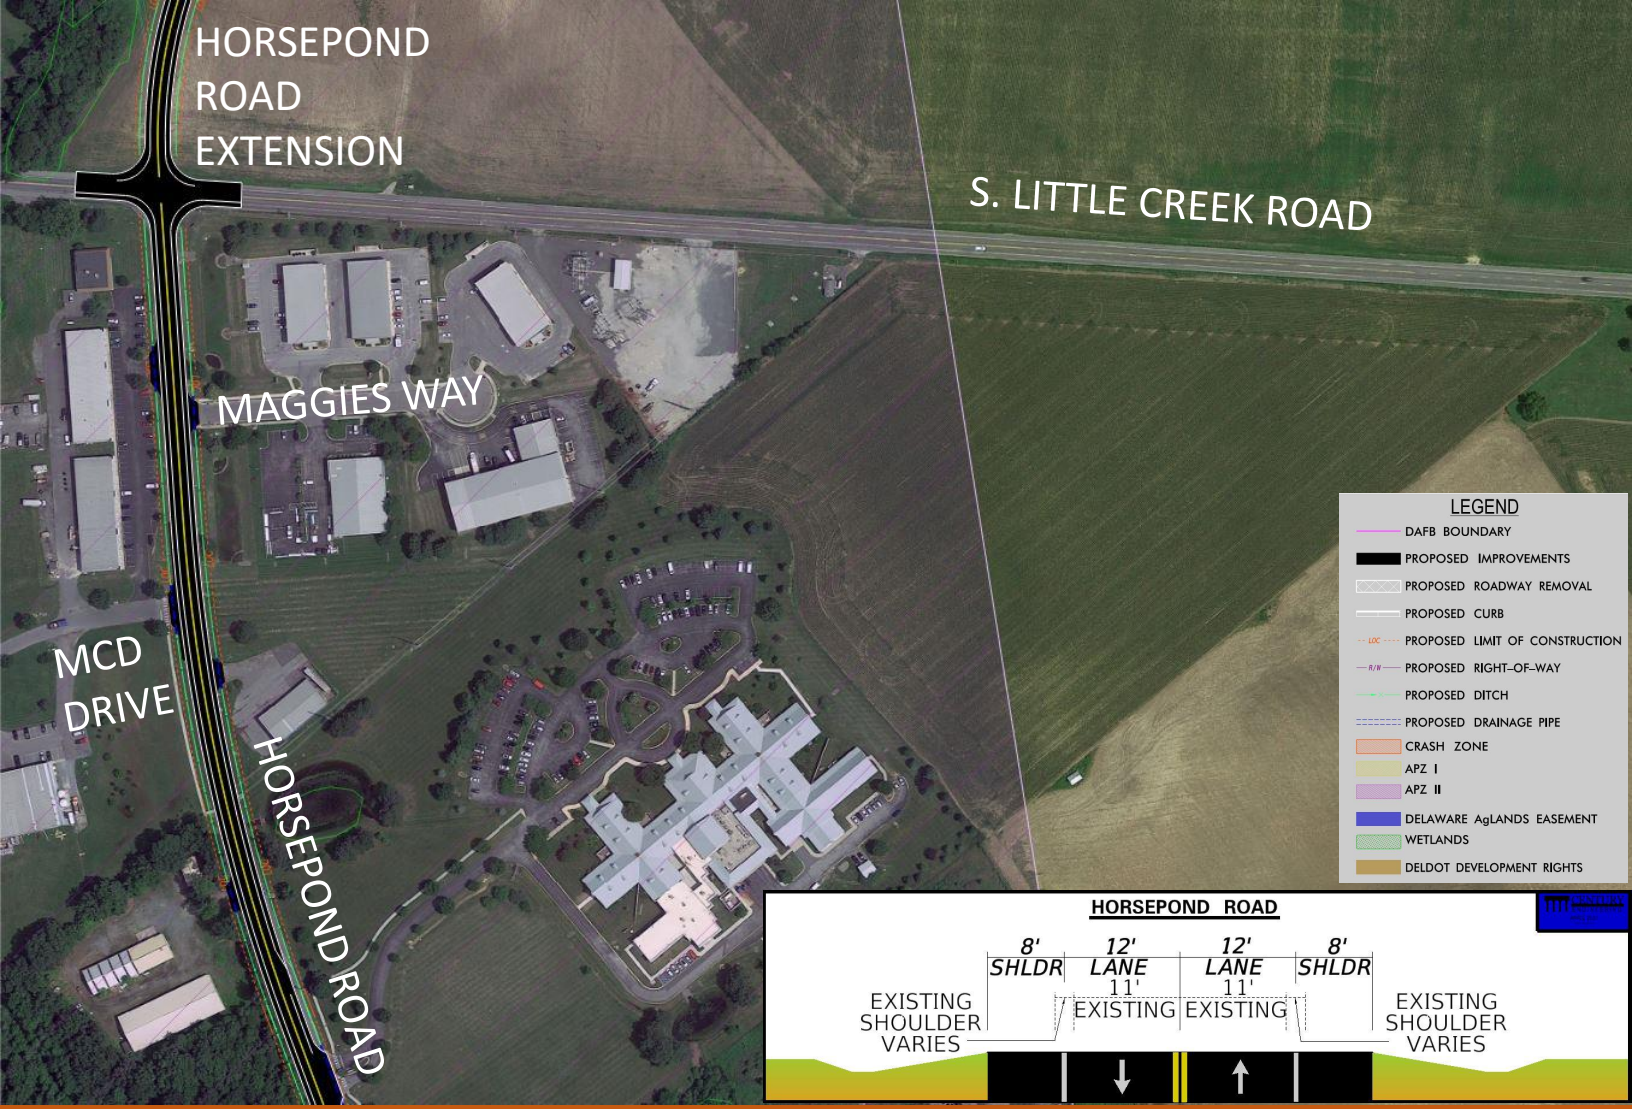 HORSEPOND
ROAD
EXTENSION
S. LITTLE CREEK ROAD
MAGGIES WAY
MCD
DRIVE
HORSEPOND ROAD
LEGEND
DAFB BOUNDARY
PROPOSED IMPROVEMENTS
PROPOSED ROADWAY REMOVAL
PROPOSED CURB
LOC PROPOSED LIMIT OF CONSTRUCTION
R/W PROPOSED RIGHT-OF-WAY
PROPOSED DITCH
PROPOSED DRAINAGE PIPE
CRASH ZONE
APZ I
APZ II
DELAWARE AgLANDS EASEMENT
WETLANDS
DELDOT DEVELOPMENT RIGHTS
HORSEPOND ROAD
CENTURY
8' 12' 12' 8'
SHLDR LANE LANE SHLDR
11' 11'
EXISTING EXISTING
EXISTING
SHOULDER
VARIES
EXISTING
SHOULDER
VARIES